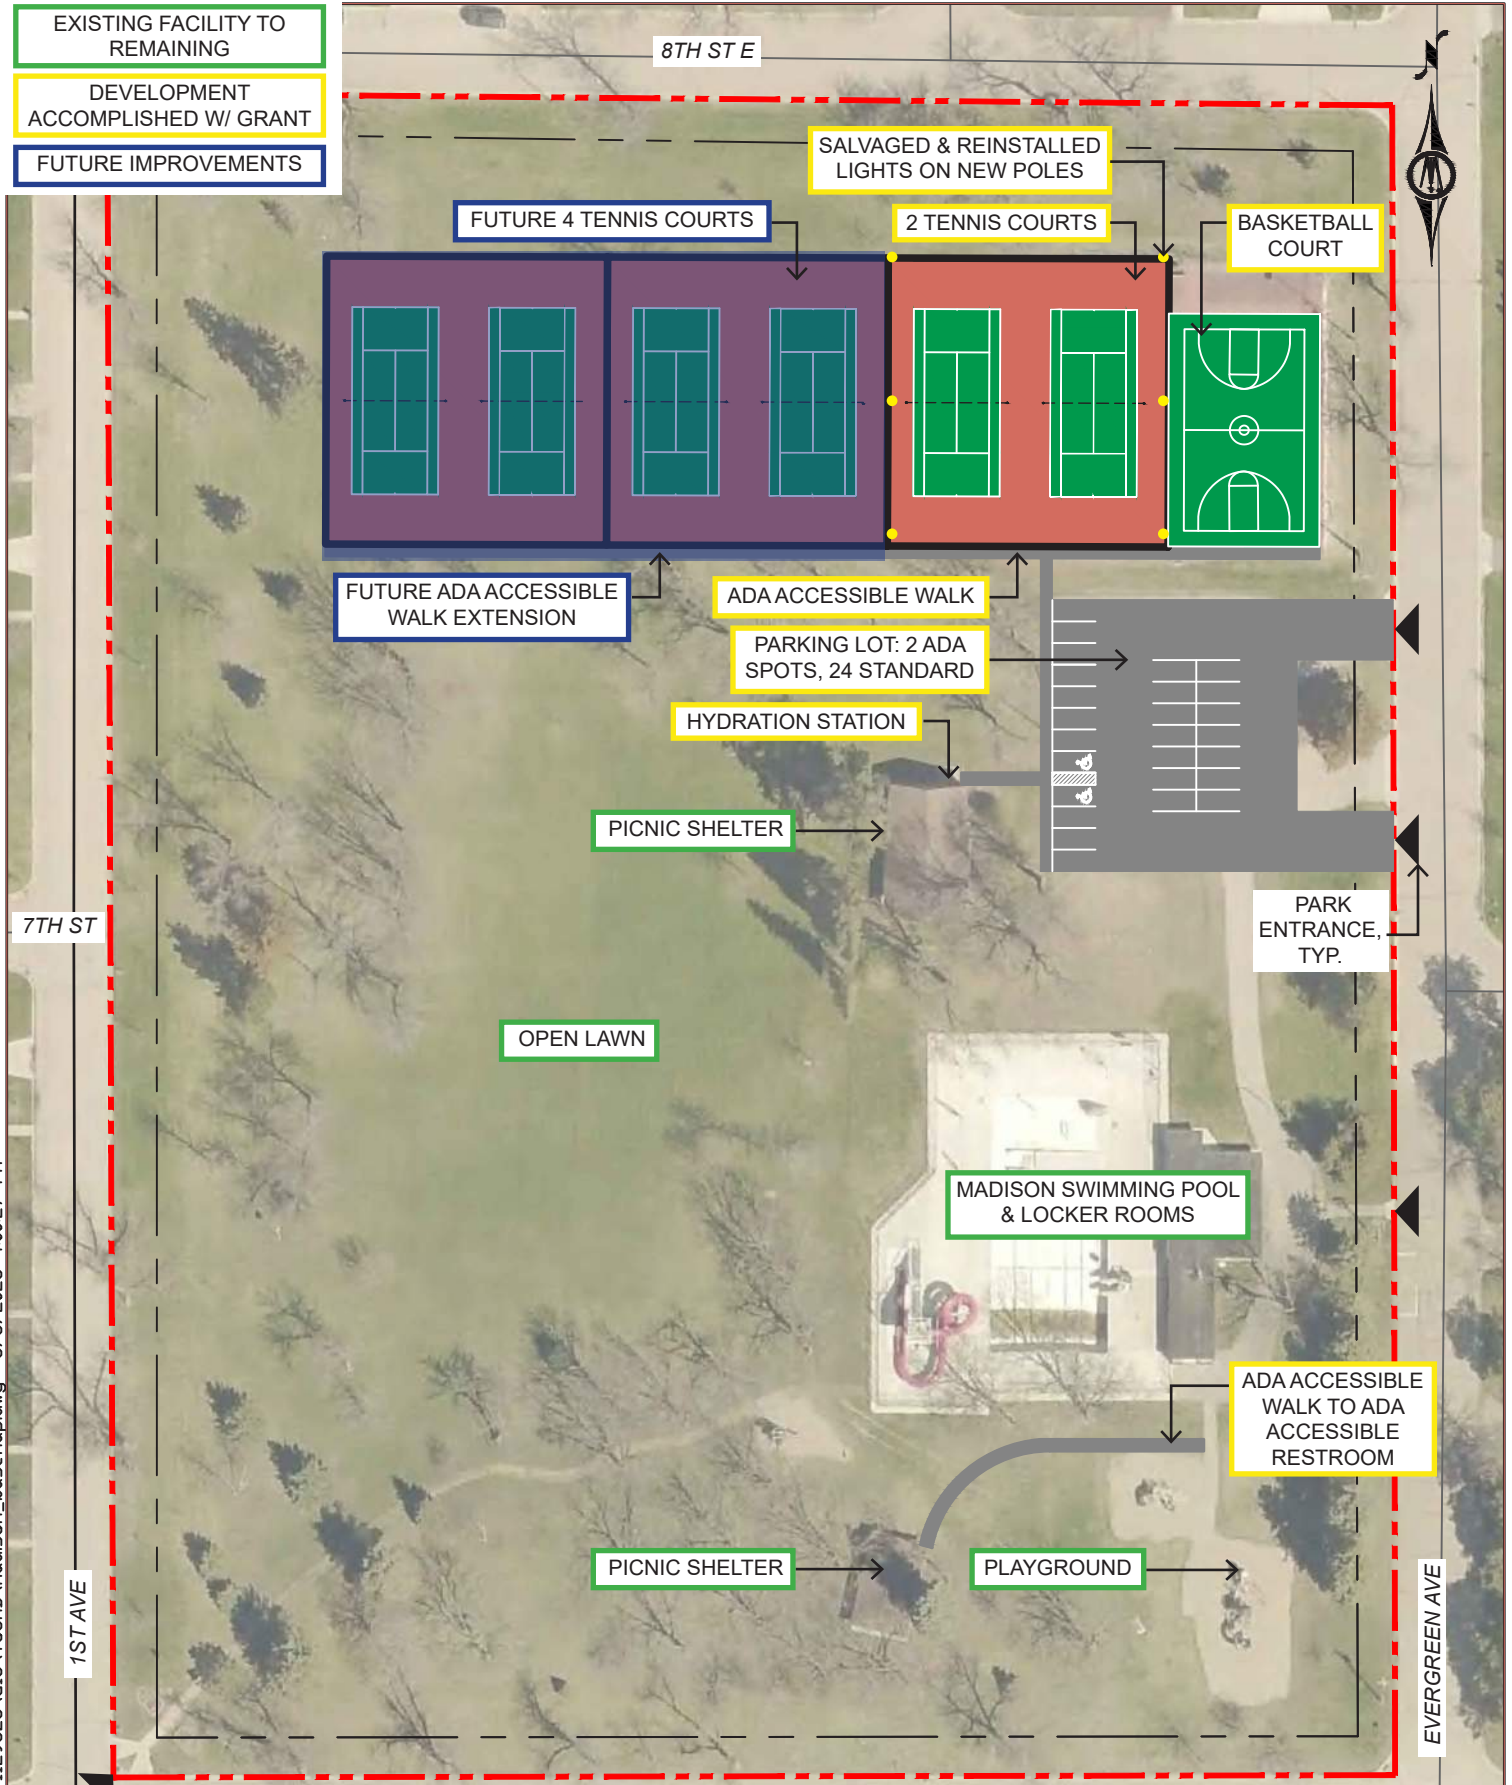 EXISTING FACILITY TO
REMAINING
DEVELOPMENT
ACCOMPLISHED W/ GRANT
FUTURE IMPROVEMENTS
8TH ST E
N
SALVAGED & REINSTALLED
LIGHTS ON NEW POLES
FUTURE 4 TENNIS COURTS
2 TENNIS COURTS
BASKETBALL
COURT
FUTURE ADA ACCESSIBLE
WALK EXTENSION
ADA ACCESSIBLE WALK
PARKING LOT: 2 ADA
SPOTS, 24 STANDARD
HYDRATION STATION
PICNIC SHELTER
7TH ST
PARK
ENTRANCE,
TYP.
OPEN LAWN
MADISON SWIMMING POOL
& LOCKER ROOMS
ADA ACCESSIBLE
WALK TO ADA
ACCESSIBLE
RESTROOM
PICNIC SHELTER
PLAYGROUND
1ST AVE
EVERGREEN AVE